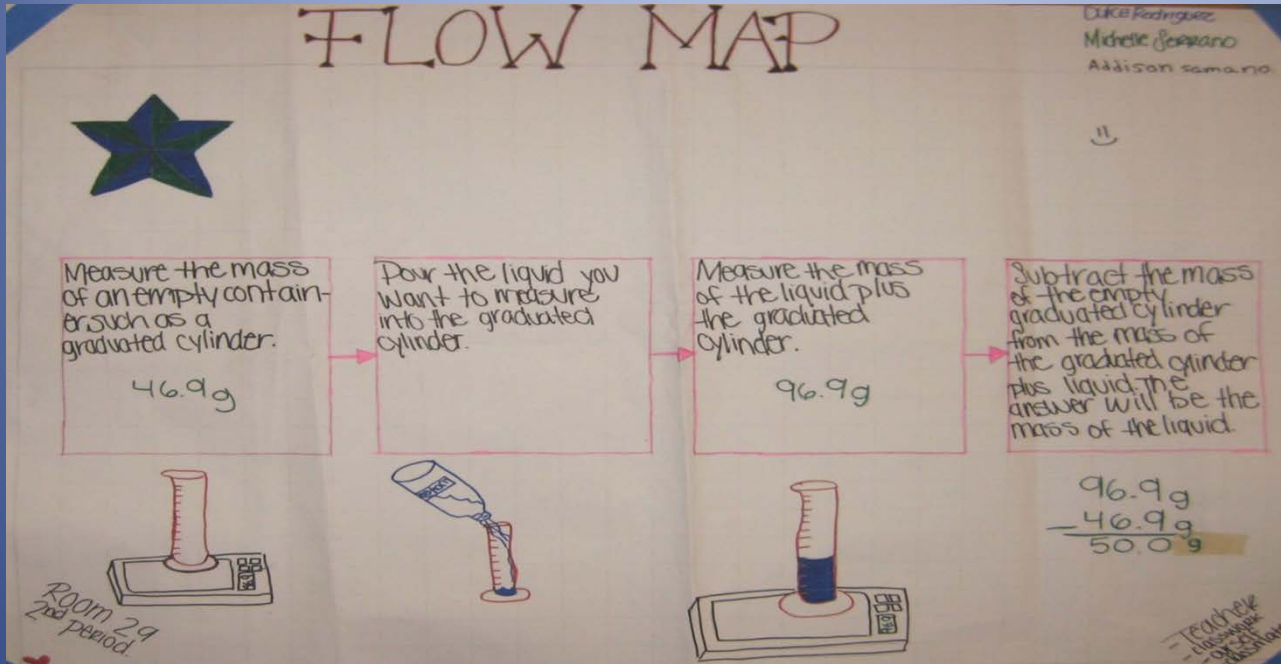 FLOW MAP
Dulce Rodriguez
Michelle Serrano
Addison samano
Measure the mass
of an empty contain-
er such as a
graduated cylinder.
46.9g
Pour the liquid you
want to measure
into the graduated
cylinder.
Measure the mass
of the liquid plus
the graduated
cylinder.
96.9g
Subtract the mass
of the empty
graduated cylinder
from the mass of
the graduated cylinder
plus liquid. The
answer will be the
mass of the liquid.
96.9g
-46.9g
50.0g
Room 29
2nd period.
-Teacher